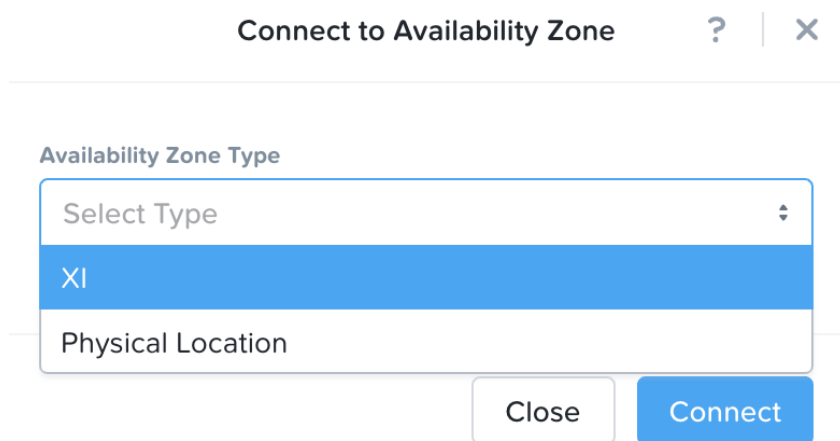 Connect to Availability Zone ?
Availability Zone Type
Select Type
XI
Physical Location
Close Connect